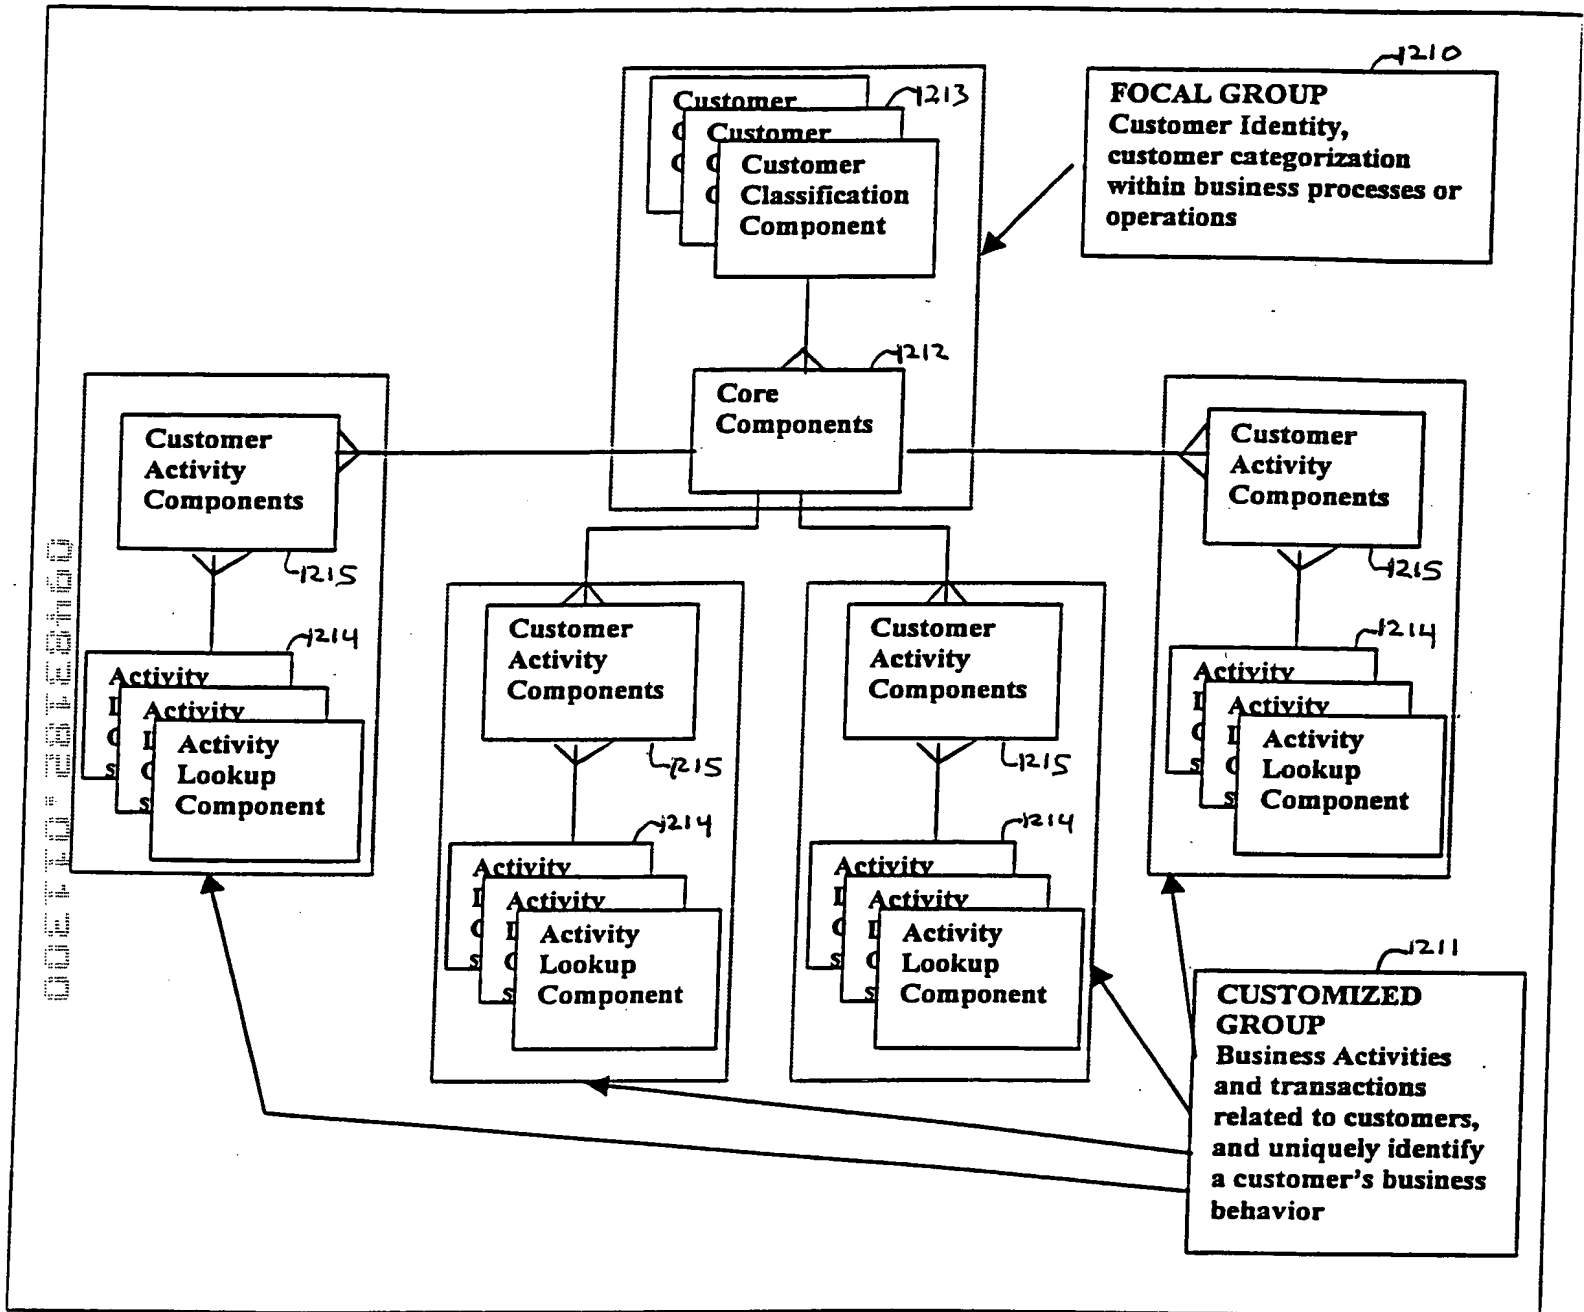 1210
FOCAL GROUP
Customer Identity,
customer categorization
within business processes or
operations
1213
Customer
C
C
Customer
C
C
Customer
Classification
Component
1212
Core
Components
Customer
Activity
Components
1215
1214
Activity
L
C
s
Activity
L
C
s
Activity
Lookup
Component
Customer
Activity
Components
1215
1214
Activity
L
C
s
Activity
L
C
s
Activity
Lookup
Component
Customer
Activity
Components
1215
1214
Activity
L
C
s
Activity
L
C
s
Activity
Lookup
Component
Customer
Activity
Components
1215
1214
Activity
L
C
s
Activity
L
C
s
Activity
Lookup
Component
1211
CUSTOMIZED
GROUP
Business Activities
and transactions
related to customers,
and uniquely identify
a customer's business
behavior